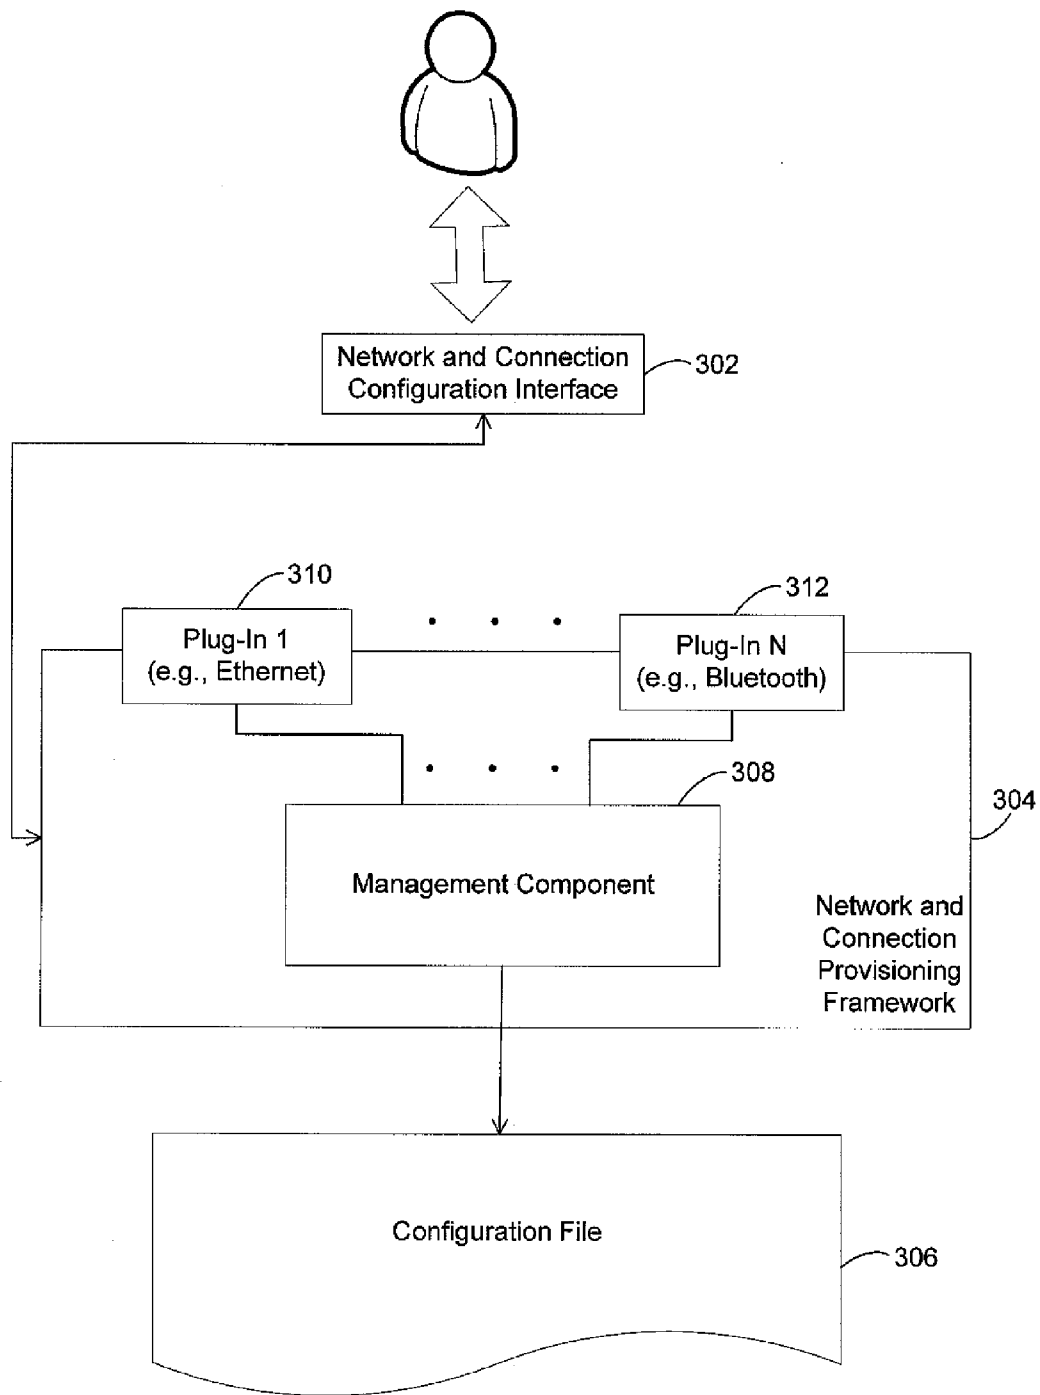 Network and Connection
Configuration Interface
302
310
Plug-In 1
(e.g., Ethernet)
312
Plug-In N
(e.g., Bluetooth)
308
Management Component
304
Network and
Connection
Provisioning
Framework
Configuration File
306